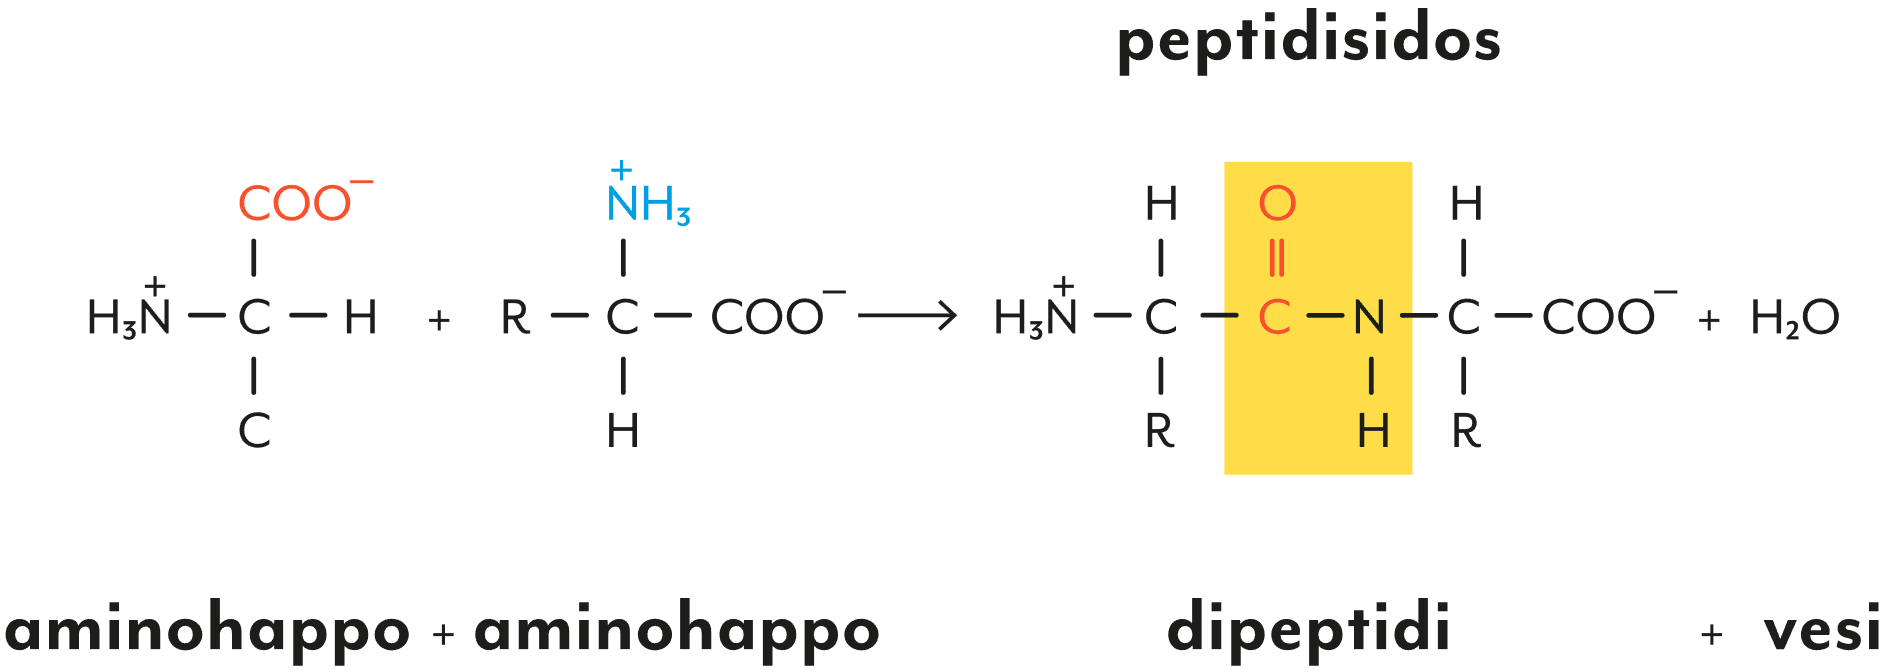 peptidisidos
COO⁻ NH₃⁺ H O H
H₃N⁺ — C — H + R — C — COO⁻ → H₃N⁺ — C — C — N — C — COO⁻ + H₂O
C H R H R
aminohappo + aminohappo dipeptidi + vesi